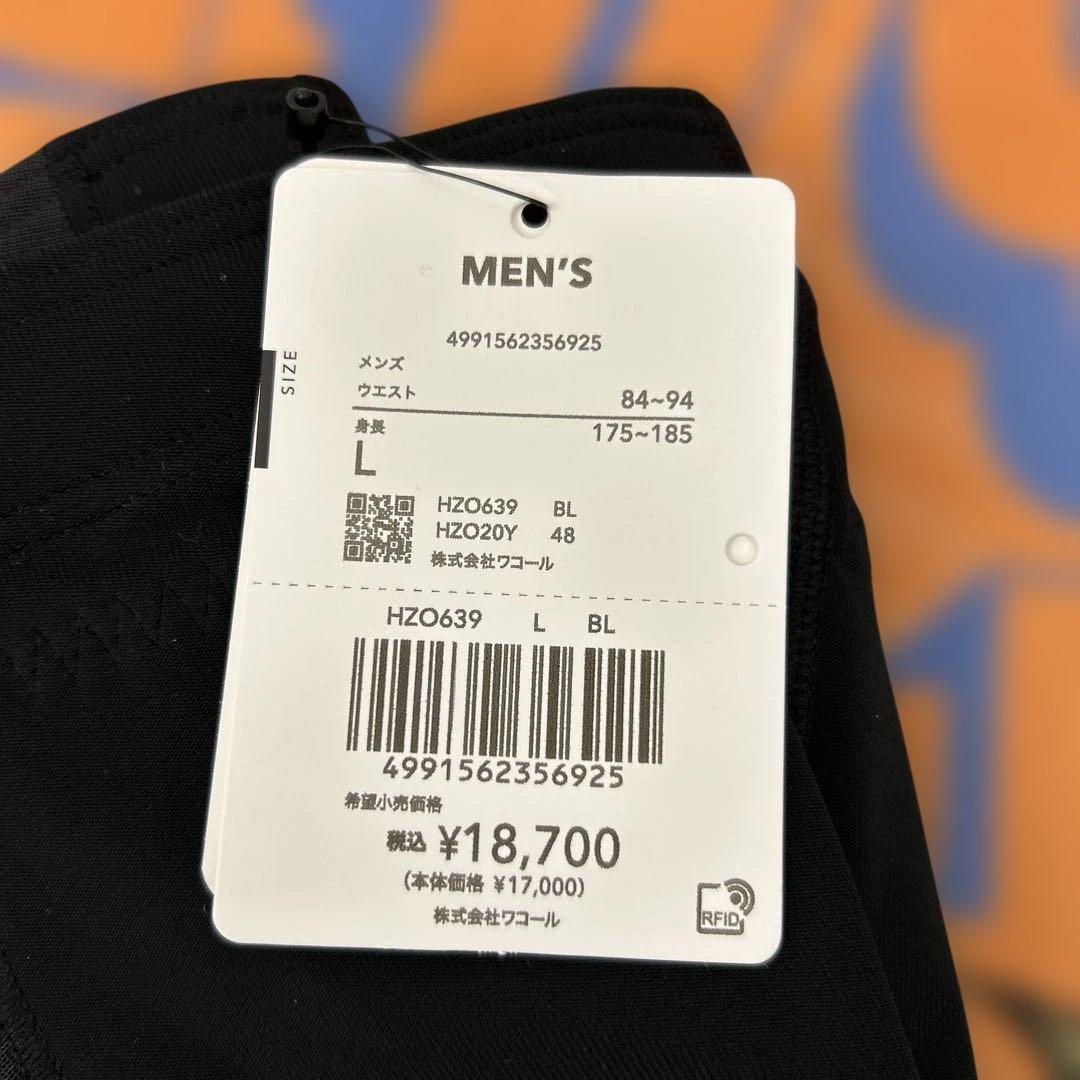 MEN'S
4991562356925
SIZE
メンズ
ウエスト 84~94
身長 175~185
L
HZO639 BL
HZO20Y 48
株式会社ワコール
HZO639 L BL
4991562356925
希望小売価格
税込 ¥18,700
(本体価格 ¥17,000)
株式会社ワコール
RFID